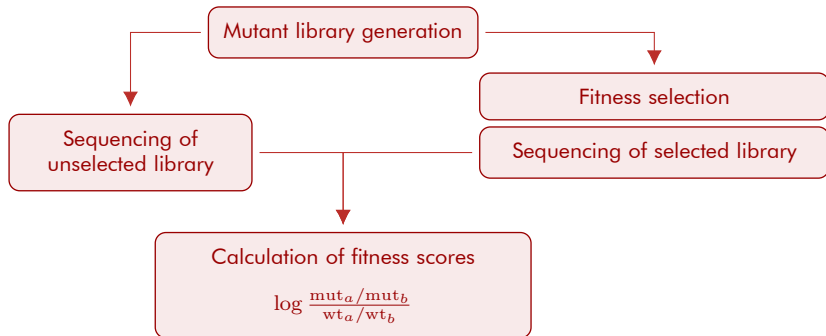 Mutant library generation
Fitness selection
Sequencing of
unselected library
Sequencing of selected library
Calculation of fitness scores
log mut_a/mut_b
wt_a/wt_b